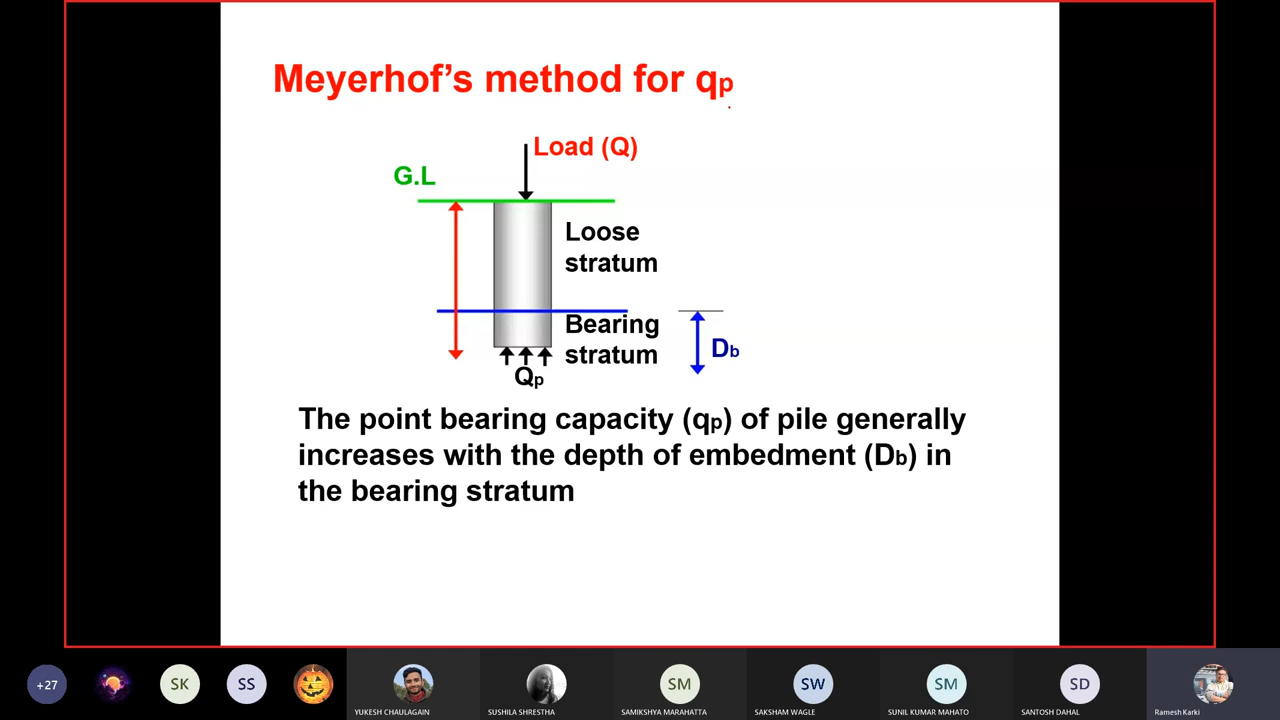 Meyerhof's method for qp
Load (Q)
G.L
Loose
stratum
Bearing
stratum
Db
Qp
The point bearing capacity (qp) of pile generally
increases with the depth of embedment (Db) in
the bearing stratum
+27
SK
SS
SM
SW
SM
SD
YUKESH CHAULAGAIN
SUSHILA SHRESTHA
SAMIKSHYA MARAHATTA
SAKSHAM WAGLE
SUNIL KUMAR MAHATO
SANTOSH DAHAL
Ramesh Karki